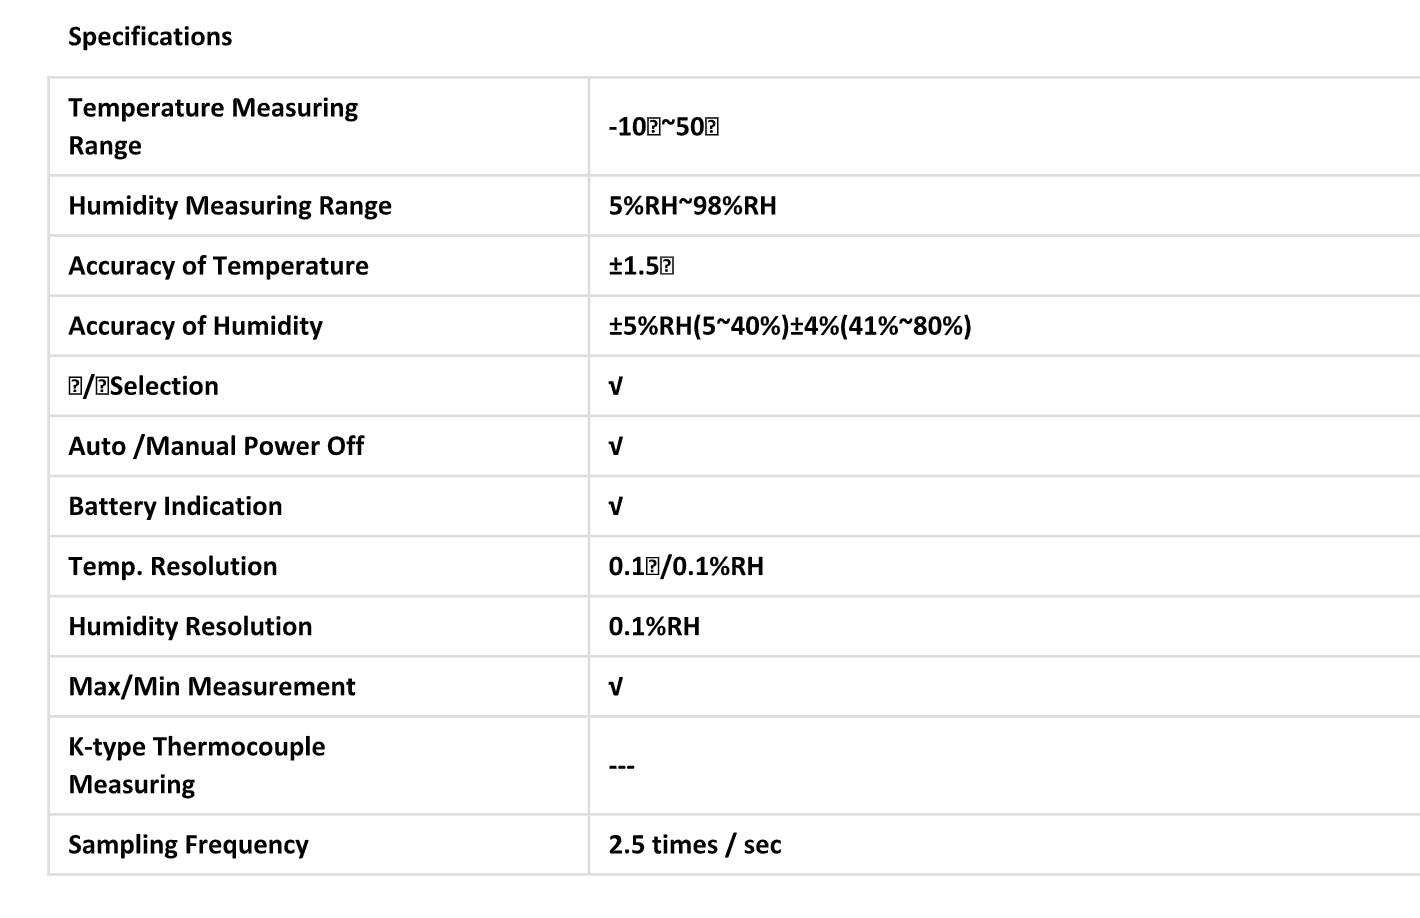 Specifications
Temperature Measuring
Range
-10⍰~50⍰
Humidity Measuring Range
5%RH~98%RH
Accuracy of Temperature
±1.5⍰
Accuracy of Humidity
±5%RH(5~40%)±4%(41%~80%)
⍰/⍰Selection
√
Auto /Manual Power Off
√
Battery Indication
√
Temp. Resolution
0.1⍰/0.1%RH
Humidity Resolution
0.1%RH
Max/Min Measurement
√
K-type Thermocouple
Measuring
---
Sampling Frequency
2.5 times / sec